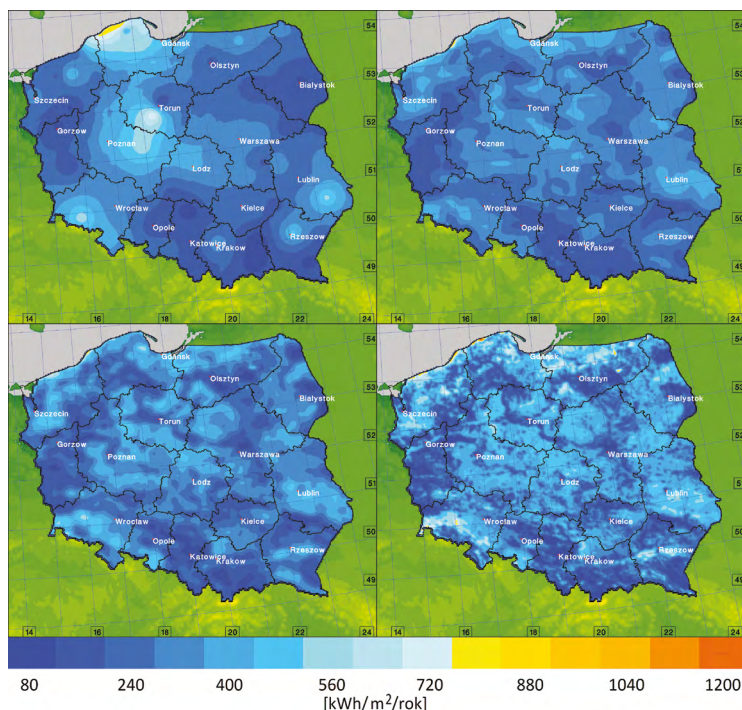 54
Gdansk
Olsztyn
53
Bialystok
Szczecin
Torun
52
Gorzow
Poznan
Warszawa
51
Lodz
Lublin
Wroclaw
50
Kielce
Opole
Rzeszow
Katowice
Krakow
49
14 16 18 20 22 24
54
Gdansk
Olsztyn
53
Bialystok
Szczecin
Torun
52
Gorzow
Poznan
Warszawa
51
Lodz
Lublin
Wroclaw
50
Kielce
Opole
Rzeszow
Katowice
Krakow
49
14 16 18 20 22 24
54
Gdansk
Olsztyn
53
Bialystok
Szczecin
Torun
52
Gorzow
Poznan
Warszawa
51
Lodz
Lublin
Wroclaw
50
Kielce
Opole
Rzeszow
Katowice
Krakow
49
14 16 18 20 22 24
54
Gdansk
Olsztyn
53
Bialystok
Szczecin
Torun
52
Gorzow
Poznan
Warszawa
51
Lodz
Lublin
Wroclaw
50
Kielce
Opole
Rzeszow
Katowice
Krakow
49
14 16 18 20 22 24
80 240 400 560 720 880 1040 1200
[kWh/m²/rok]